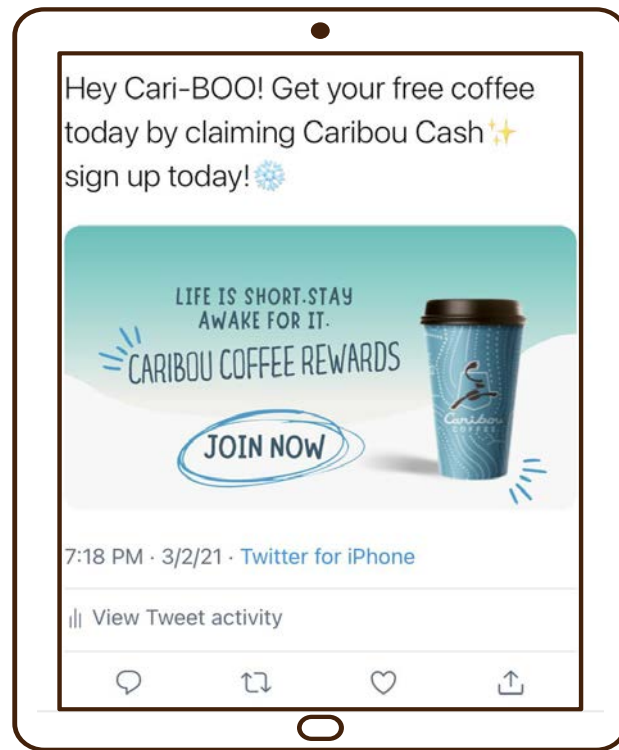 Hey Cari-BOO! Get your free coffee
today by claiming Caribou Cash✨
sign up today!❄️
LIFE IS SHORT. STAY
AWAKE FOR IT.
CARIBOU COFFEE REWARDS
JOIN NOW
Caribou
COFFEE
7:18 PM · 3/2/21 · Twitter for iPhone
View Tweet activity